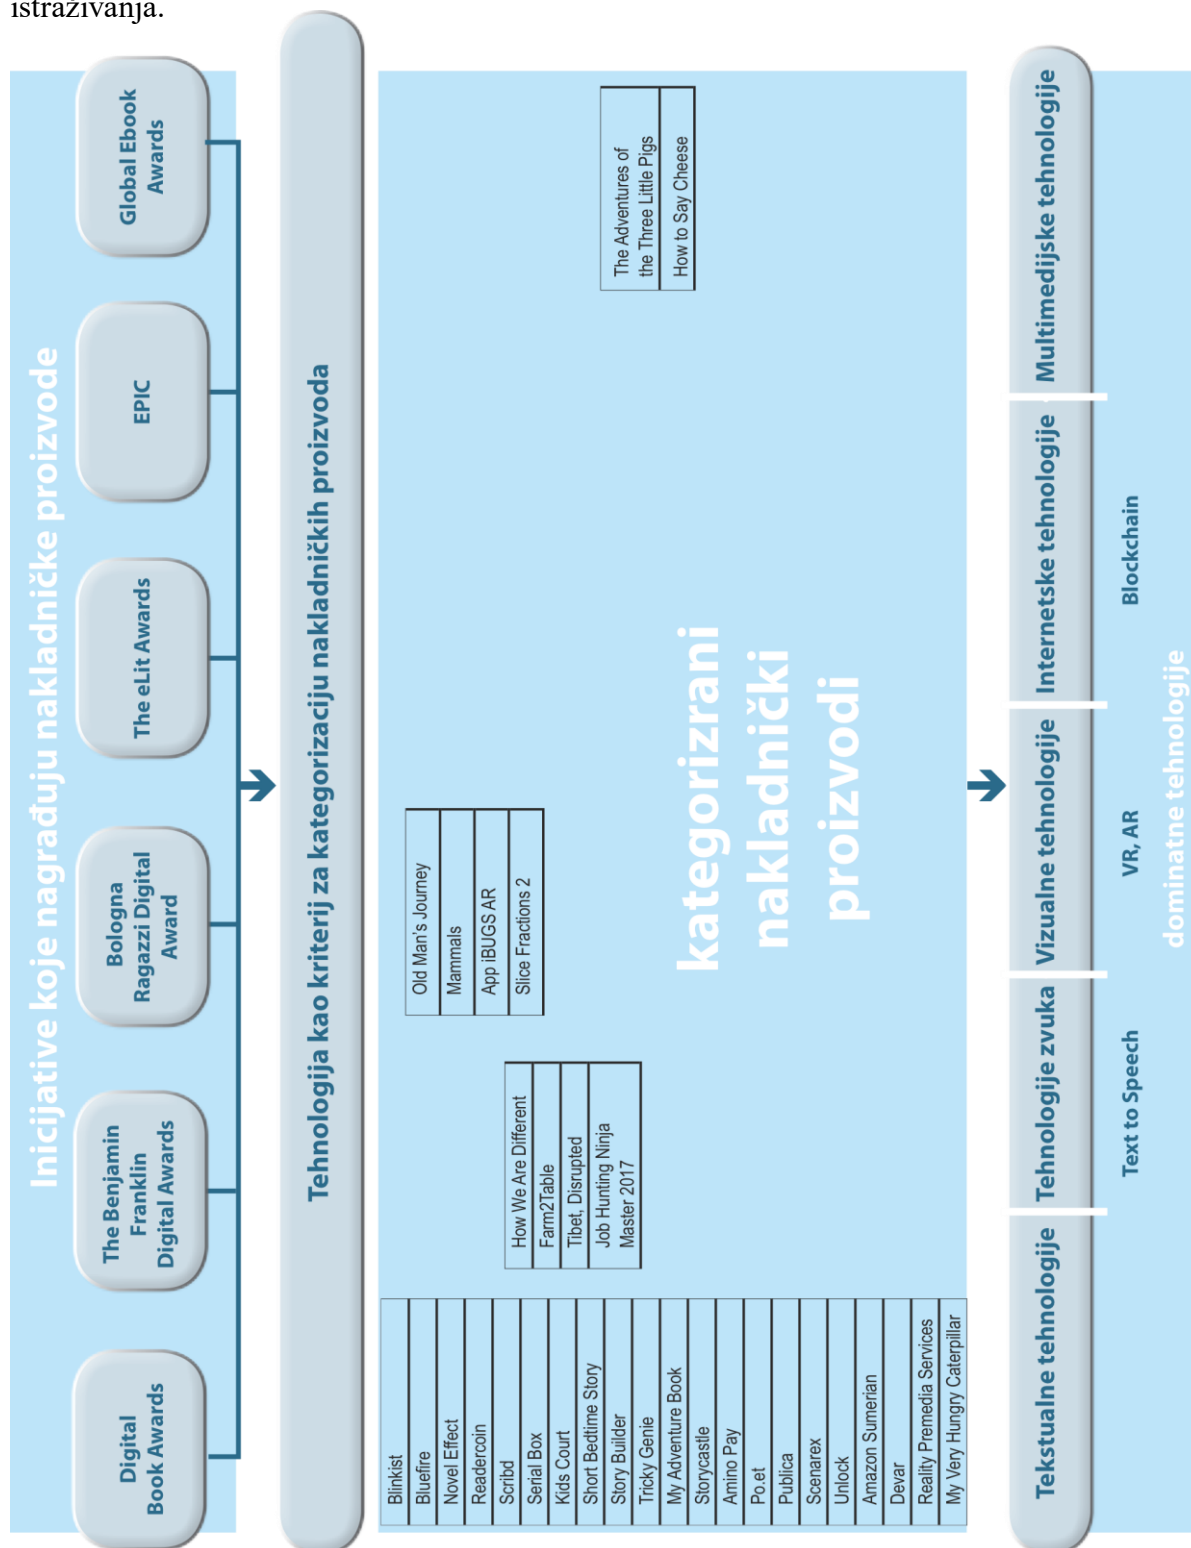 istraživanja.
Inicijative koje nagrađuju nakladničke proizvode
Digital
Book Awards
The Benjamin
Franklin
Digital Awards
Bologna
Ragazzi Digital
Award
The eLit Awards
EPIC
Global Ebook
Awards
Tehnologija kao kriterij za kategorizaciju nakladničkih proizvoda
Blinkist
Bluefire
Novel Effect
Readercoin
Scribd
Serial Box
Kids Court
Short Bedtime Story
Story Builder
Tricky Genie
My Adventure Book
Storycastle
Amino Pay
Po.et
Publica
Scenarex
Unlock
Amazon Sumerian
Devar
Reality Premedia Services
My Very Hungry Caterpillar
How We Are Different
Farm2Table
Tibet, Disrupted
Job Hunting Ninja
Master 2017
Old Man's Journey
Mammals
App iBUGS AR
Slice Fractions 2
The Adventures of
the Three Little Pigs
How to Say Cheese
kategorizrani
nakladnički
proizvodi
Tekstualne tehnologije
Tehnologije zvuka
Vizualne tehnologije
Internetske tehnologije
Multimedijske tehnologije
Text to Speech
VR, AR
Blockchain
dominatne tehnologije